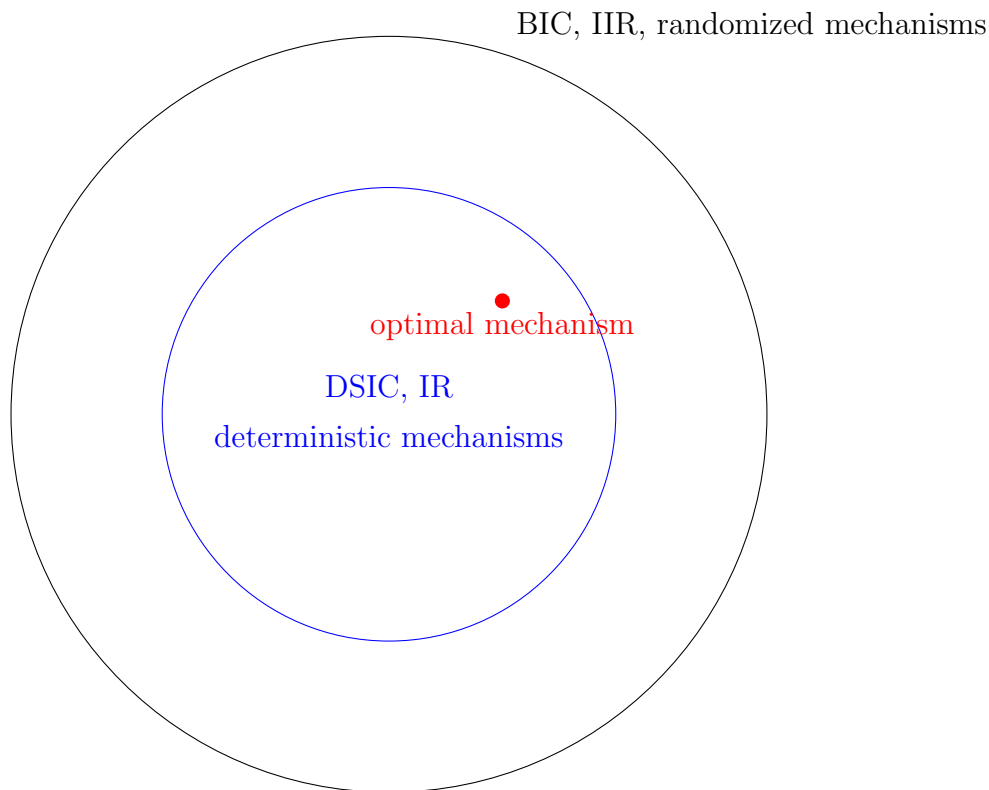 BIC, IIR, randomized mechanisms
optimal mechanism
DSIC, IR
deterministic mechanisms